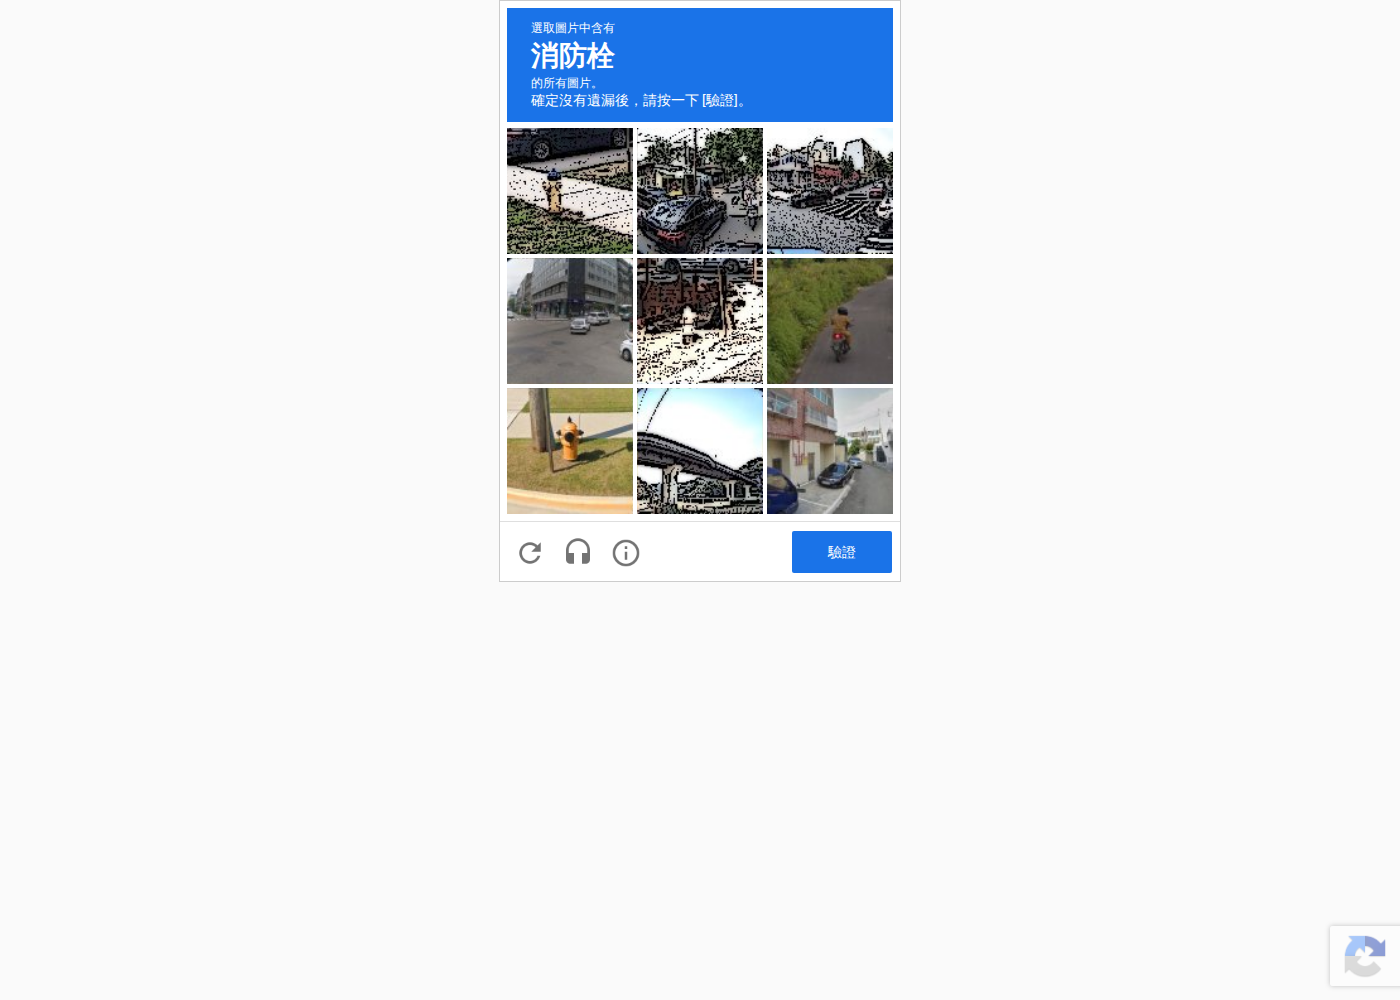 選取圖片中含有
消防栓
的所有圖片。
確定沒有遺漏後，請按一下 [驗證]。
驗證